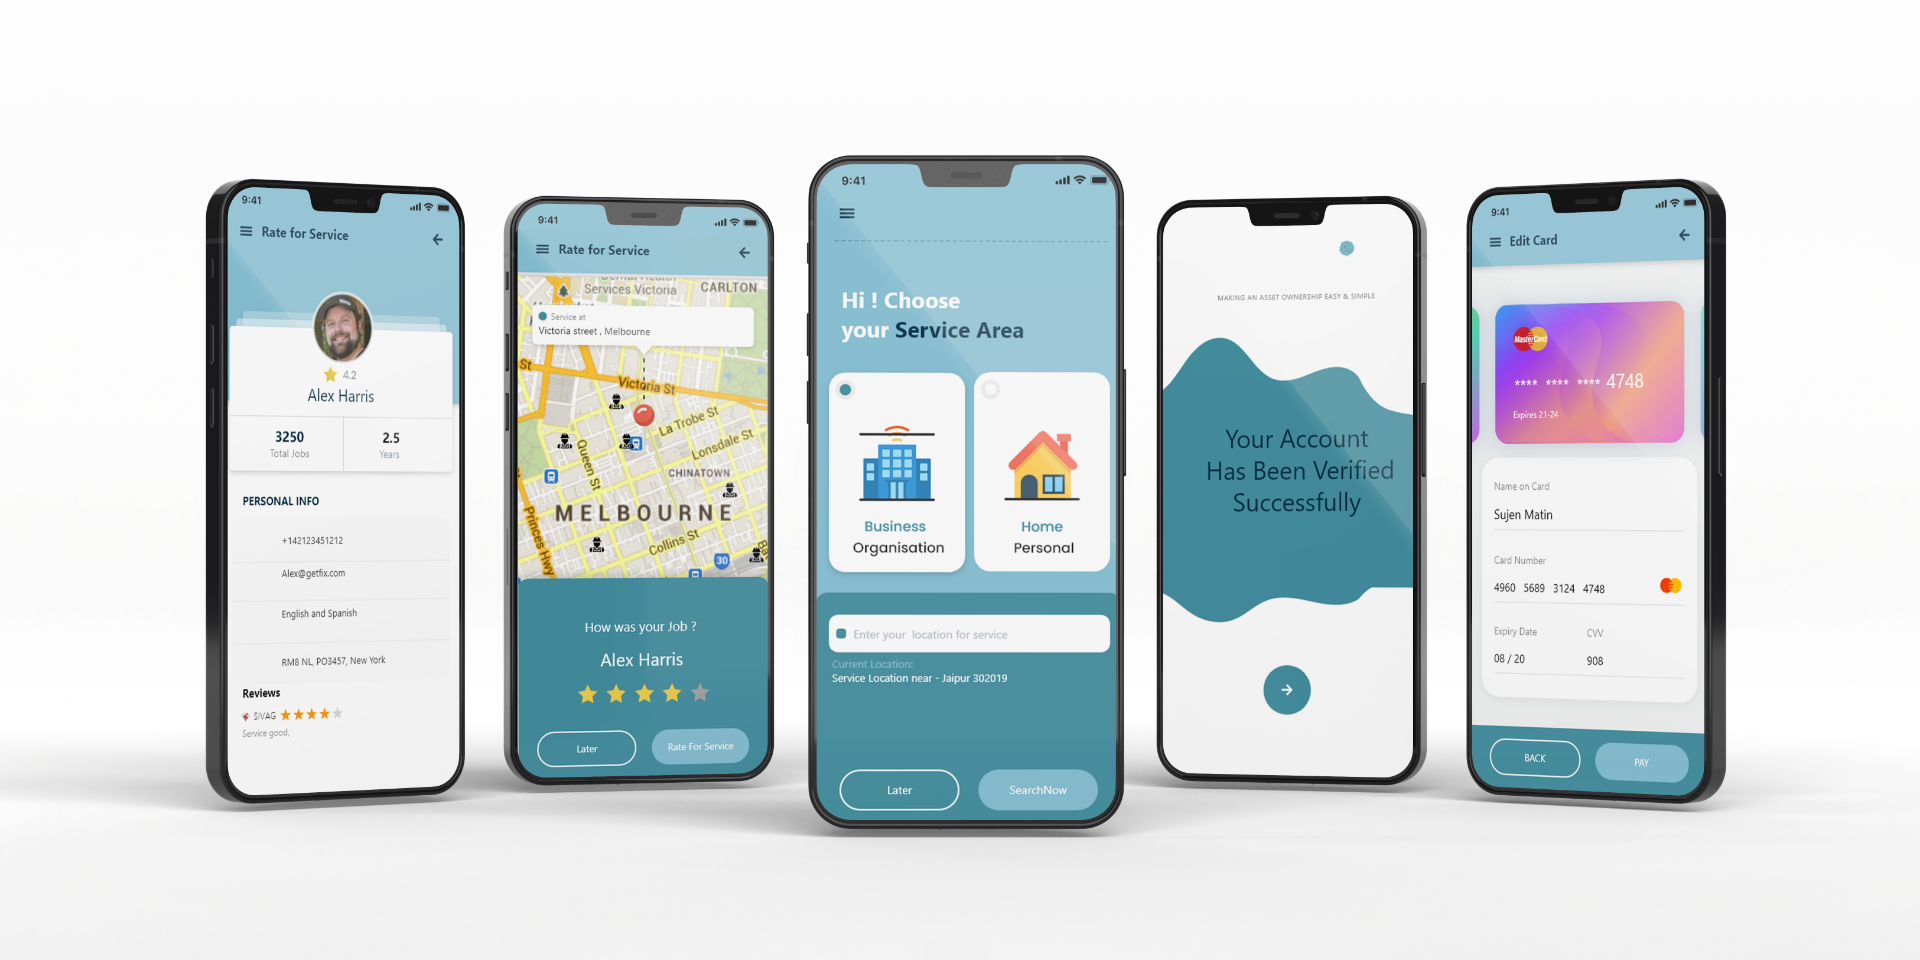 9:41
Rate for Service
4.2
Alex Harris
3250
Total Jobs
2.5
Years
PERSONAL INFO
+142123451212
Alex@getfix.com
English and Spanish
RM8 NL, PO3457, New York
Reviews
SIVAG
Service good,
9:41
Rate for Service
Dental Health
Services Victoria
CARLTON
Service at
Victoria street , Melbourne
St
Victoria St
La Trobe St
Lonsdale St
Queen St
CHINATOWN
MELBOURNE
Princes Hwy
Collins St
30
How was your Job ?
Alex Harris
Later
Rate For Service
9:41
Hi ! Choose
your Service Area
Business
Organisation
Home
Personal
Enter your location for service
Current Location:
Service Location near - Jaipur 302019
Later
SearchNow
MAKING AN ASSET OWNERSHIP EASY & SIMPLE
Your Account
Has Been Verified
Successfully
9:41
Edit Card
MasterCard
**** **** **** 4748
Expires 21-24
Name on Card
Sujen Matin
Card Number
4960 5689 3124 4748
Expiry Date
CVV
08 / 20
908
BACK
PAY